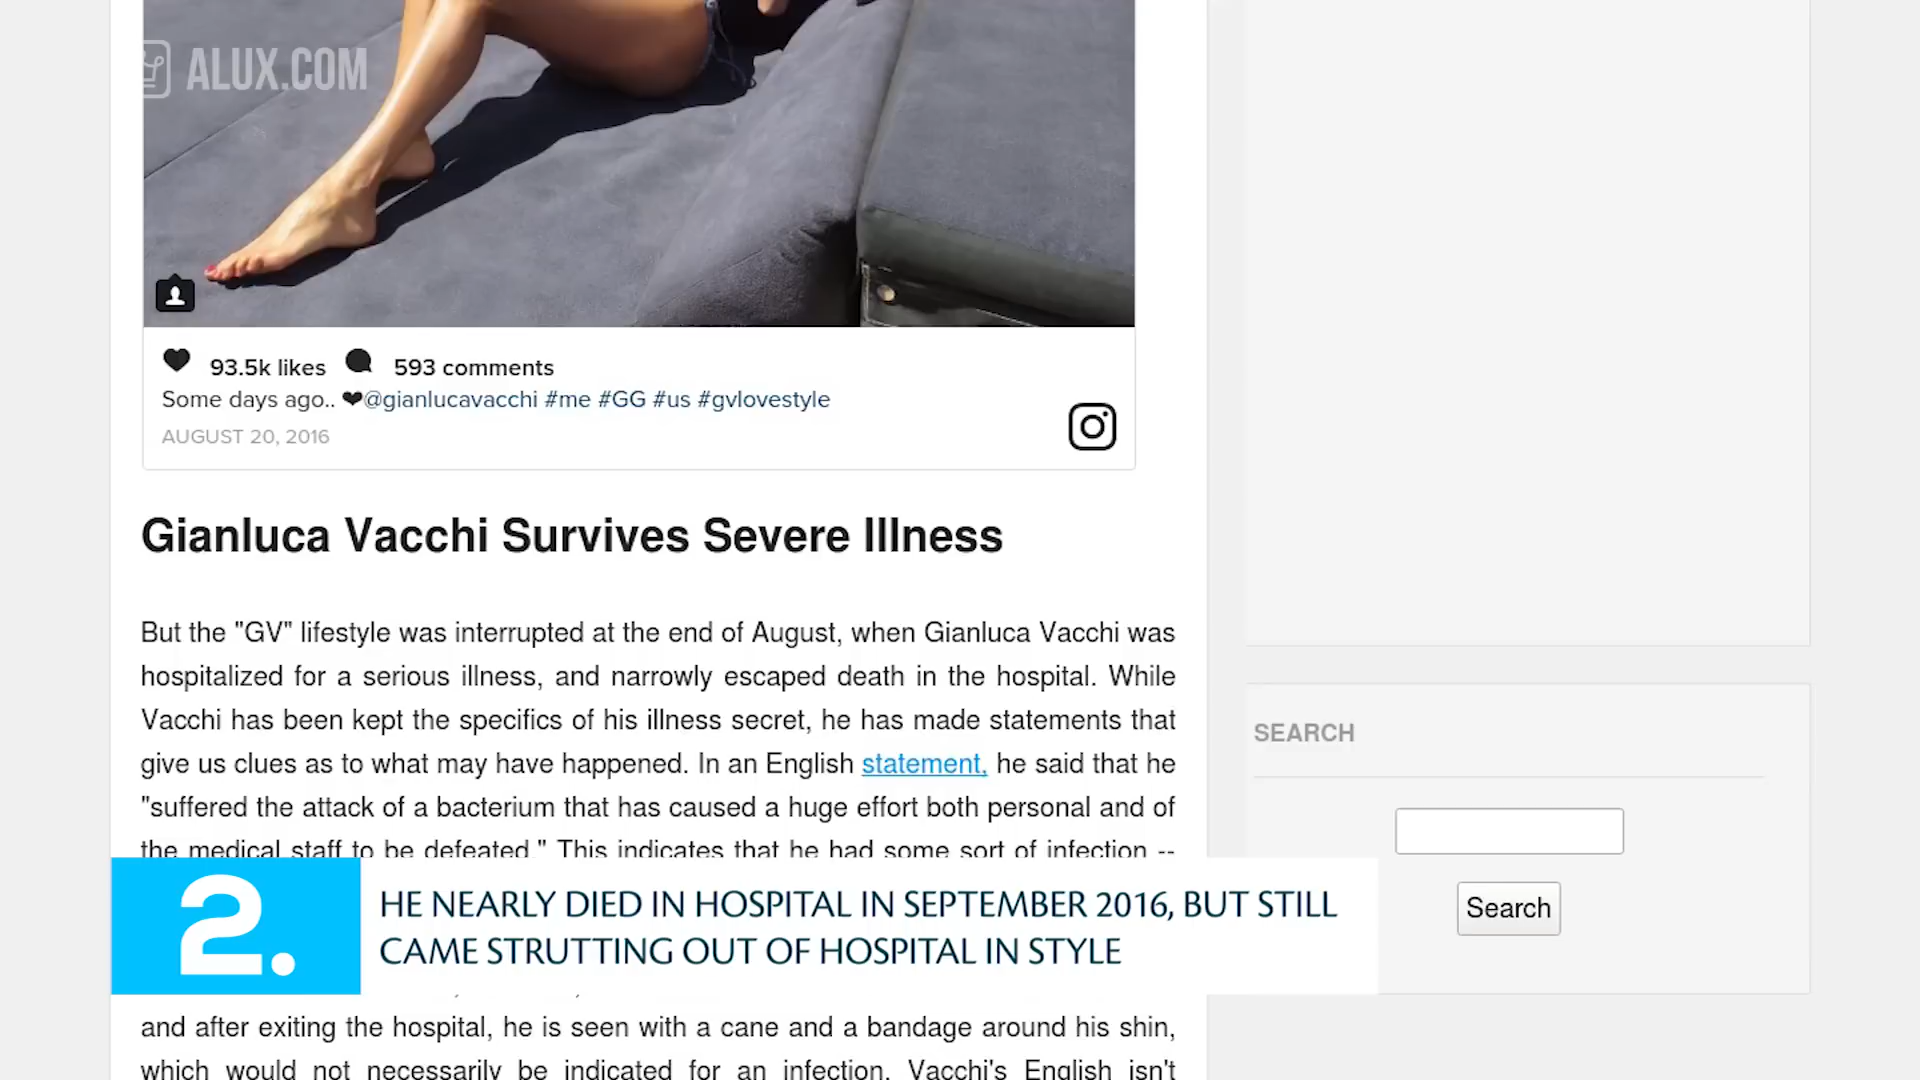 ALUX.COM
93.5k likes 593 comments
Some days ago.. ❤@gianlucavacchi #me #GG #us #gvlovestyle
AUGUST 20, 2016
Gianluca Vacchi Survives Severe Illness
But the "GV" lifestyle was interrupted at the end of August, when Gianluca Vacchi was
hospitalized for a serious illness, and narrowly escaped death in the hospital. While
Vacchi has been kept the specifics of his illness secret, he has made statements that
give us clues as to what may have happened. In an English statement, he said that he
"suffered the attack of a bacterium that has caused a huge effort both personal and of
the medical staff to be defeated." This indicates that he had some sort of infection --
2.
HE NEARLY DIED IN HOSPITAL IN SEPTEMBER 2016, BUT STILL
CAME STRUTTING OUT OF HOSPITAL IN STYLE
and after exiting the hospital, he is seen with a cane and a bandage around his shin,
which would not necessarily be indicated for an infection. Vacchi's English isn't
SEARCH
Search